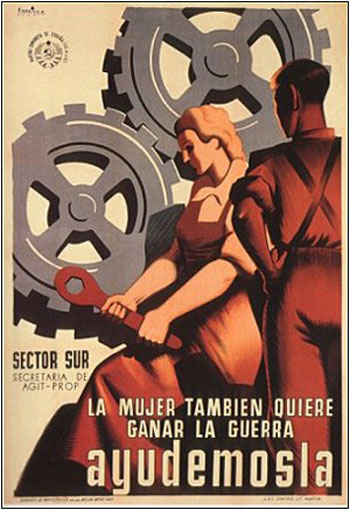 SECTOR SUR
SECRETARIA DE
AGIT-PROP
LA MUJER TAMBIEN QUIERE
GANAR LA GUERRA
ayudemosla